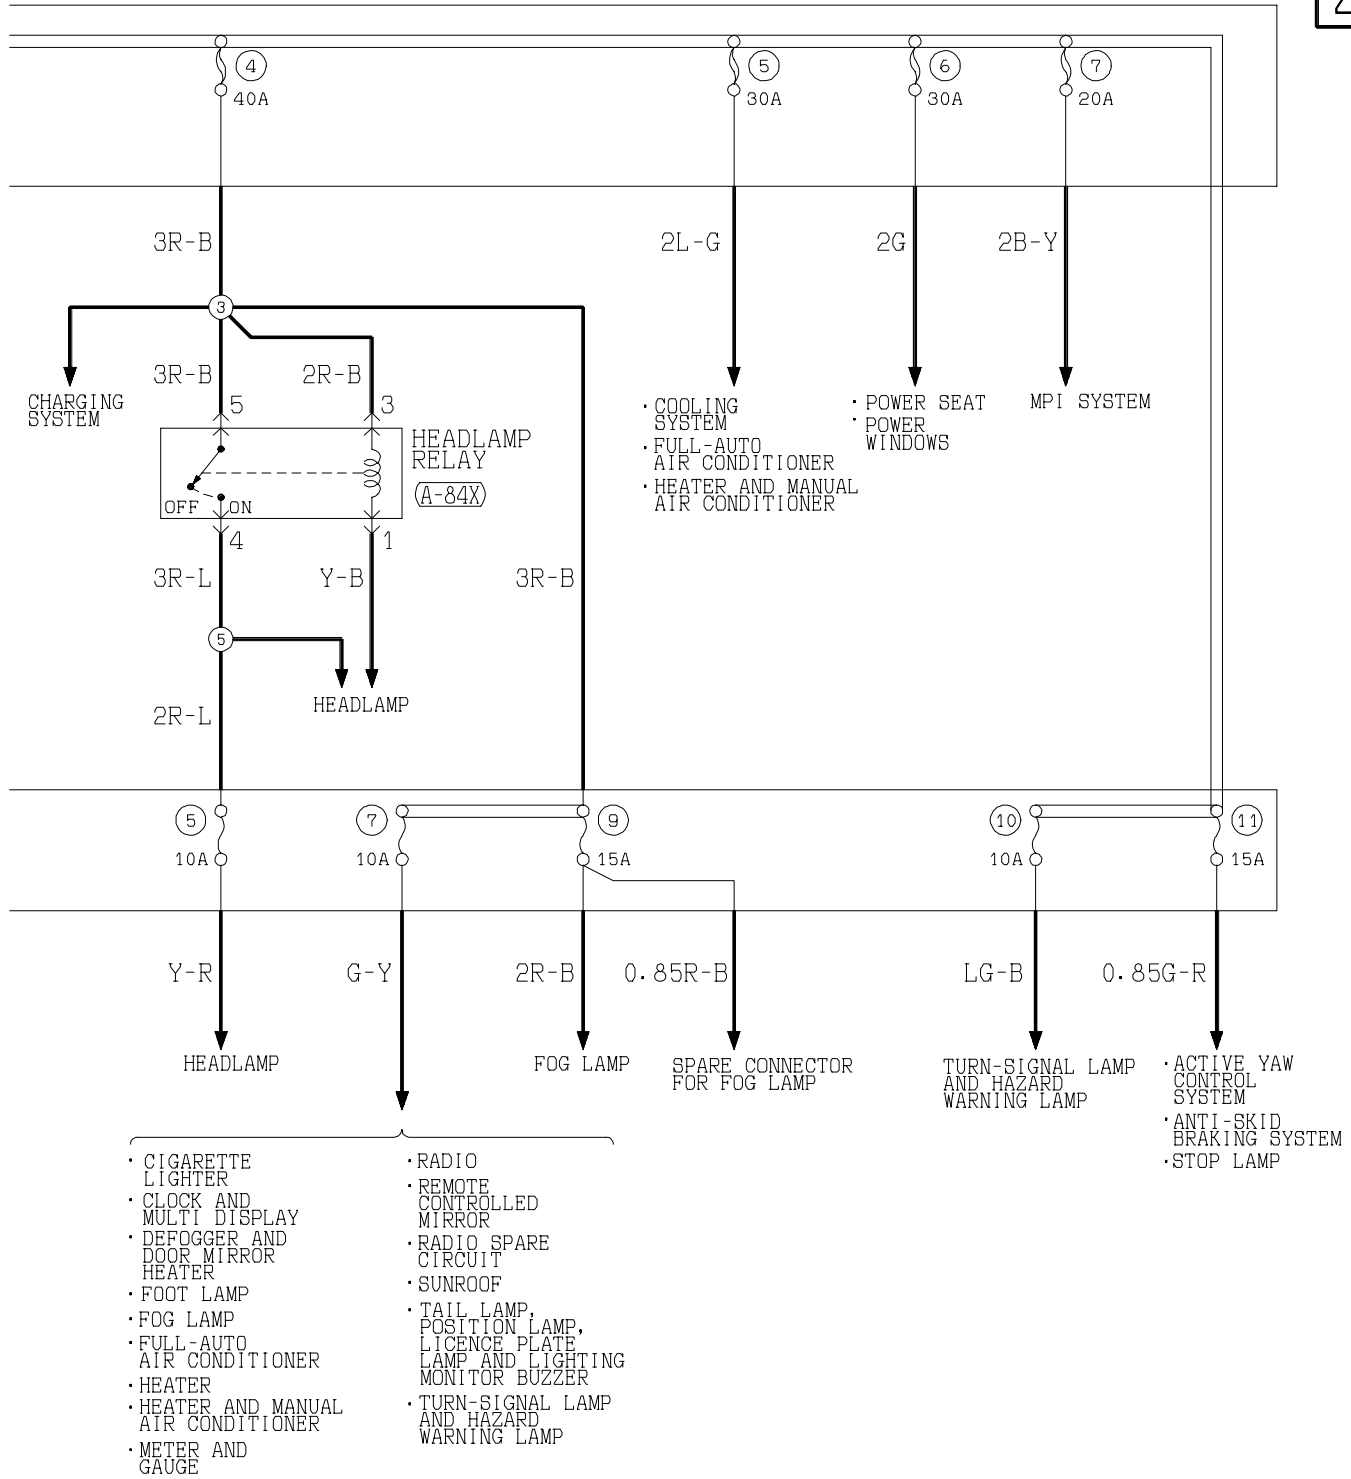 4
5
6
7
40A
30A
30A
20A
3R-B
2L-G
2G
2B-Y
3
3R-B
2R-B
CHARGING
SYSTEM
5
3
· COOLING
SYSTEM
· FULL-AUTO
AIR CONDITIONER
· HEATER AND MANUAL
AIR CONDITIONER
· POWER SEAT
· POWER
WINDOWS
MPI SYSTEM
HEADLAMP
RELAY
A-84X
OFF
ON
4
1
3R-L
Y-B
3R-B
5
HEADLAMP
2R-L
5
7
9
10
11
10A
10A
15A
10A
15A
Y-R
G-Y
2R-B
0.85R-B
LG-B
0.85G-R
HEADLAMP
FOG LAMP
SPARE CONNECTOR
FOR FOG LAMP
TURN-SIGNAL LAMP
AND HAZARD
WARNING LAMP
· ACTIVE YAW
CONTROL
SYSTEM
· ANTI-SKID
BRAKING SYSTEM
· STOP LAMP
· CIGARETTE
LIGHTER
· CLOCK AND
MULTI DISPLAY
· DEFOGGER AND
DOOR MIRROR
HEATER
· FOOT LAMP
· FOG LAMP
· FULL-AUTO
AIR CONDITIONER
· HEATER
· HEATER AND MANUAL
AIR CONDITIONER
· METER AND
GAUGE
· RADIO
· REMOTE
CONTROLLED
MIRROR
· RADIO SPARE
CIRCUIT
· SUNROOF
· TAIL LAMP,
POSITION LAMP,
LICENCE PLATE
LAMP AND LIGHTING
MONITOR BUZZER
· TURN-SIGNAL LAMP
AND HAZARD
WARNING LAMP